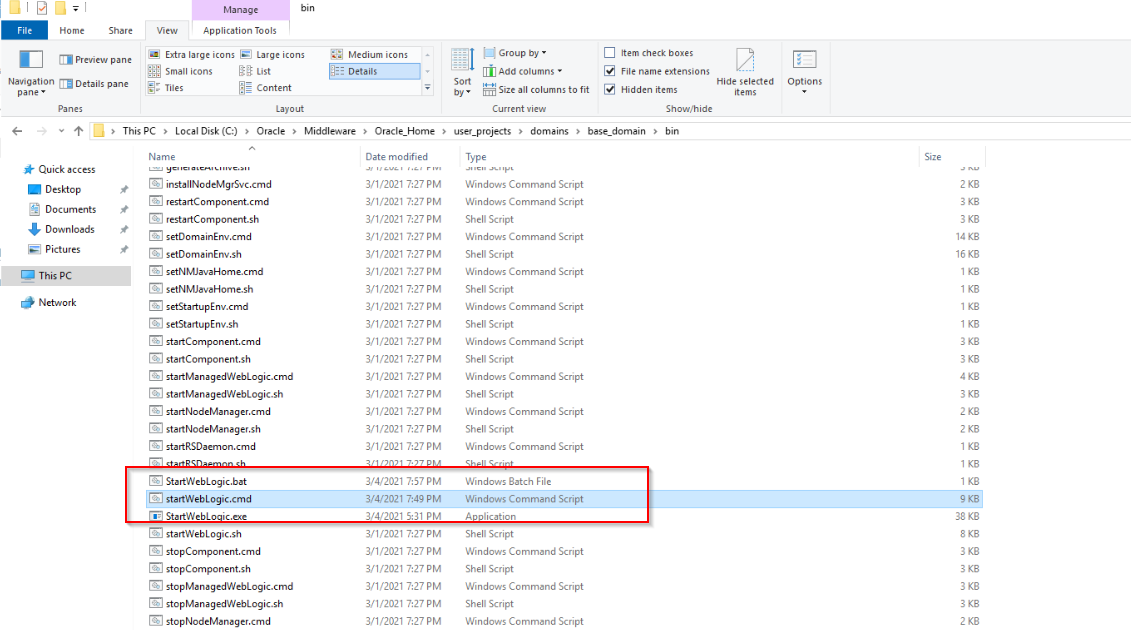 Manage bin
File Home Share View Application Tools
Navigation pane Preview pane Details pane Panes
Extra large icons Large icons Medium icons
Small icons List Details
Tiles Content
Layout
Sort by Group by Add columns Size all columns to fit Current view
Item check boxes
File name extensions
Hidden items
Hide selected items
Show/hide
Options
This PC > Local Disk (C:) > Oracle > Middleware > Oracle_Home > user_projects > domains > base_domain > bin
Quick access
Desktop
Documents
Downloads
Pictures
This PC
Network
Name Date modified Type Size
generateArchive.sh 3/1/2021 7:27 PM Shell Script
installNodeMgrSvc.cmd 3/1/2021 7:27 PM Windows Command Script 2 KB
restartComponent.cmd 3/1/2021 7:27 PM Windows Command Script 3 KB
restartComponent.sh 3/1/2021 7:27 PM Shell Script 3 KB
setDomainEnv.cmd 3/1/2021 7:27 PM Windows Command Script 14 KB
setDomainEnv.sh 3/1/2021 7:27 PM Shell Script 16 KB
setNMJavaHome.cmd 3/1/2021 7:27 PM Windows Command Script 1 KB
setNMJavaHome.sh 3/1/2021 7:27 PM Shell Script 1 KB
setStartupEnv.cmd 3/1/2021 7:27 PM Windows Command Script 1 KB
setStartupEnv.sh 3/1/2021 7:27 PM Shell Script 1 KB
startComponent.cmd 3/1/2021 7:27 PM Windows Command Script 3 KB
startComponent.sh 3/1/2021 7:27 PM Shell Script 3 KB
startManagedWebLogic.cmd 3/1/2021 7:27 PM Windows Command Script 4 KB
startManagedWebLogic.sh 3/1/2021 7:27 PM Shell Script 3 KB
startNodeManager.cmd 3/1/2021 7:27 PM Windows Command Script 2 KB
startNodeManager.sh 3/1/2021 7:27 PM Shell Script 2 KB
startRSDaemon.cmd 3/1/2021 7:27 PM Windows Command Script 1 KB
startRSDaemon.sh 3/1/2021 7:27 PM Shell Script 1 KB
StartWebLogic.bat 3/4/2021 7:57 PM Windows Batch File 1 KB
startWebLogic.cmd 3/4/2021 7:49 PM Windows Command Script 9 KB
StartWebLogic.exe 3/4/2021 5:31 PM Application 38 KB
startWebLogic.sh 3/1/2021 7:27 PM Shell Script 8 KB
stopComponent.cmd 3/1/2021 7:27 PM Windows Command Script 3 KB
stopComponent.sh 3/1/2021 7:27 PM Shell Script 3 KB
stopManagedWebLogic.cmd 3/1/2021 7:27 PM Windows Command Script 3 KB
stopManagedWebLogic.sh 3/1/2021 7:27 PM Shell Script 3 KB
stopNodeManager.cmd 3/1/2021 7:27 PM Windows Command Script 2 KB